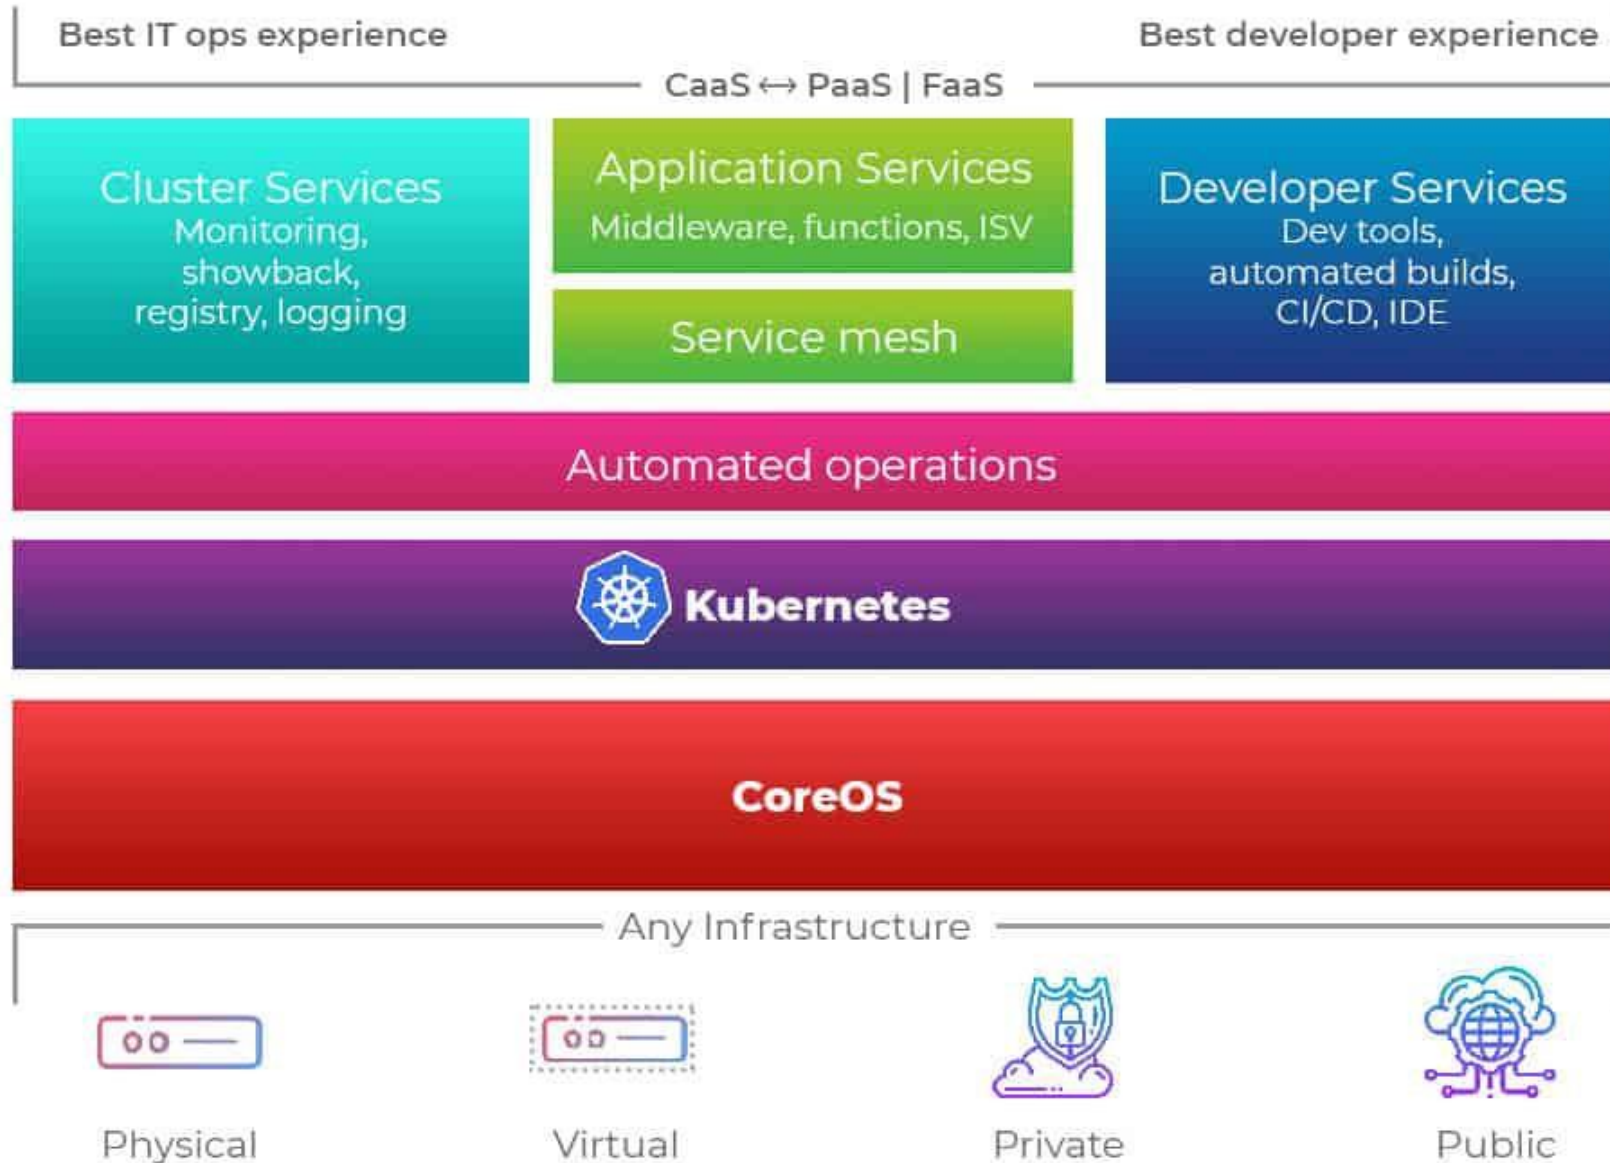 Best IT ops experience
Best developer experience
CaaS ↔ PaaS | FaaS
Cluster Services
Monitoring,
showback,
registry, logging
Application Services
Middleware, functions, ISV
Service mesh
Developer Services
Dev tools,
automated builds,
CI/CD, IDE
Automated operations
Kubernetes
CoreOS
Any Infrastructure
Physical
Virtual
Private
Public